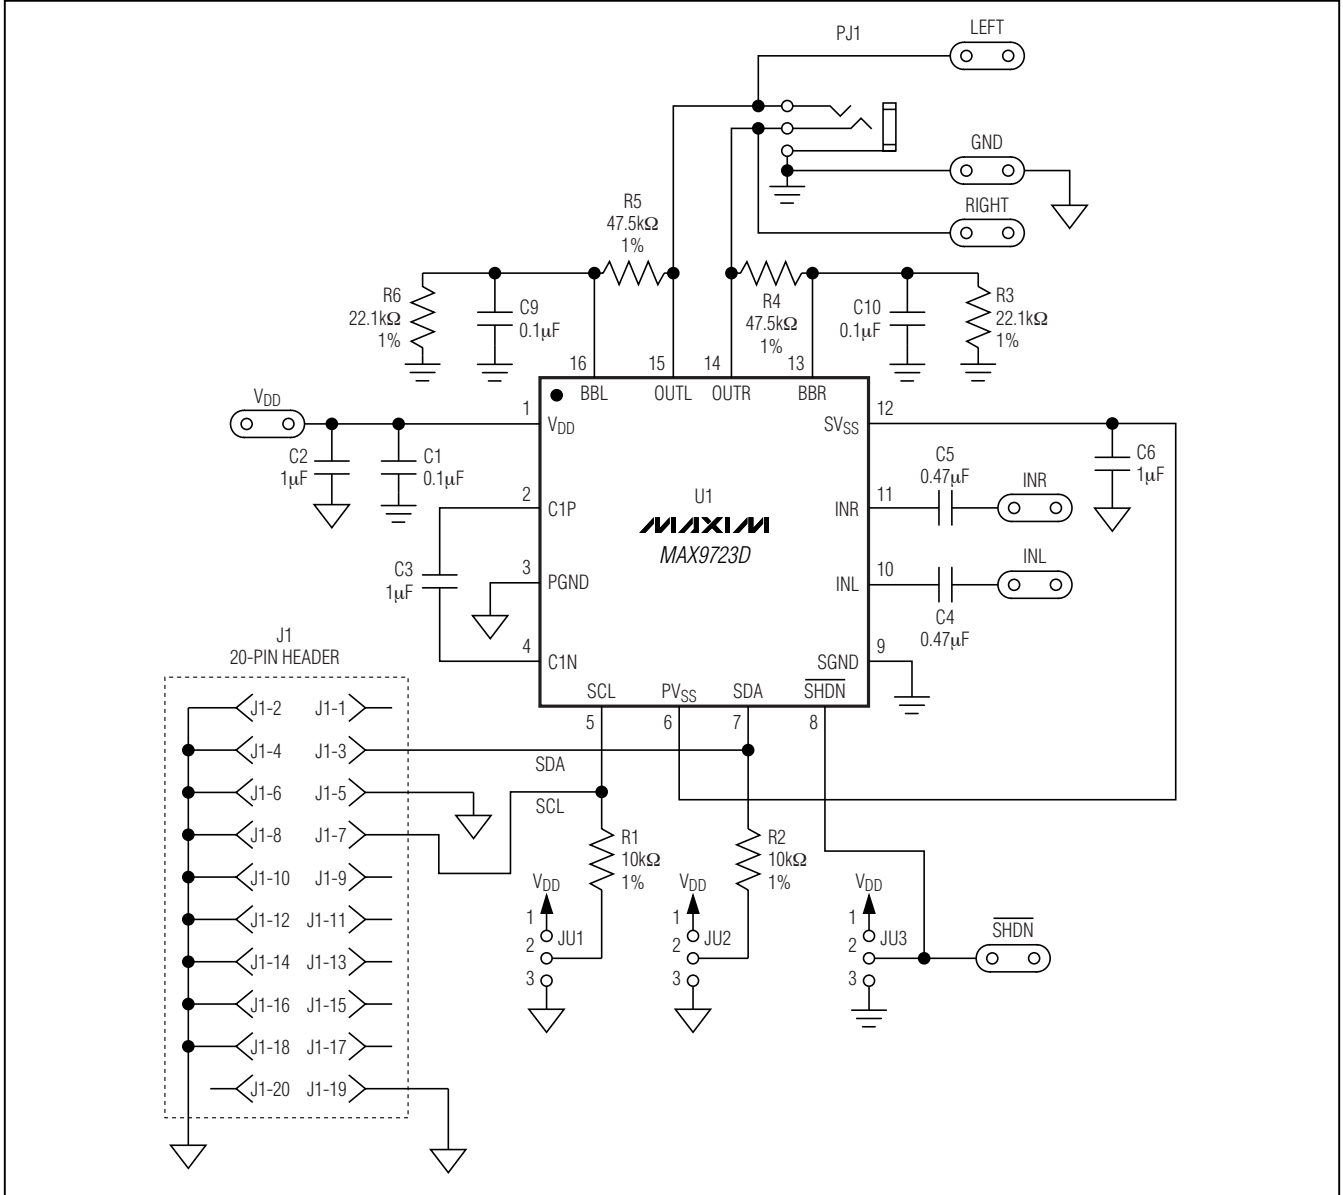 PJ1
LEFT
GND
RIGHT
R5
47.5kΩ
1%
R6
22.1kΩ
1%
C9
0.1µF
R4
47.5kΩ
1%
C10
0.1µF
R3
22.1kΩ
1%
16
15
14
13
BBL
OUTL
OUTR
BBR
VDD
1
VDD
12
SVSS
C2
1µF
C1
0.1µF
C5
0.47µF
C6
1µF
2
C1P
U1
MAXIM
MAX9723D
11
INR
INR
C3
1µF
3
PGND
10
INL
INL
C4
0.47µF
4
C1N
9
SGND
J1
20-PIN HEADER
SCL
PVSS
SDA
SHDN
5
6
7
8
J1-2 J1-1
J1-4 J1-3
SDA
J1-6 J1-5
SCL
J1-8 J1-7
J1-10 J1-9
J1-12 J1-11
J1-14 J1-13
J1-16 J1-15
J1-18 J1-17
J1-20 J1-19
R1
10kΩ
1%
R2
10kΩ
1%
VDD
1
2
3
JU1
VDD
1
2
3
JU2
VDD
1
2
3
JU3
SHDN